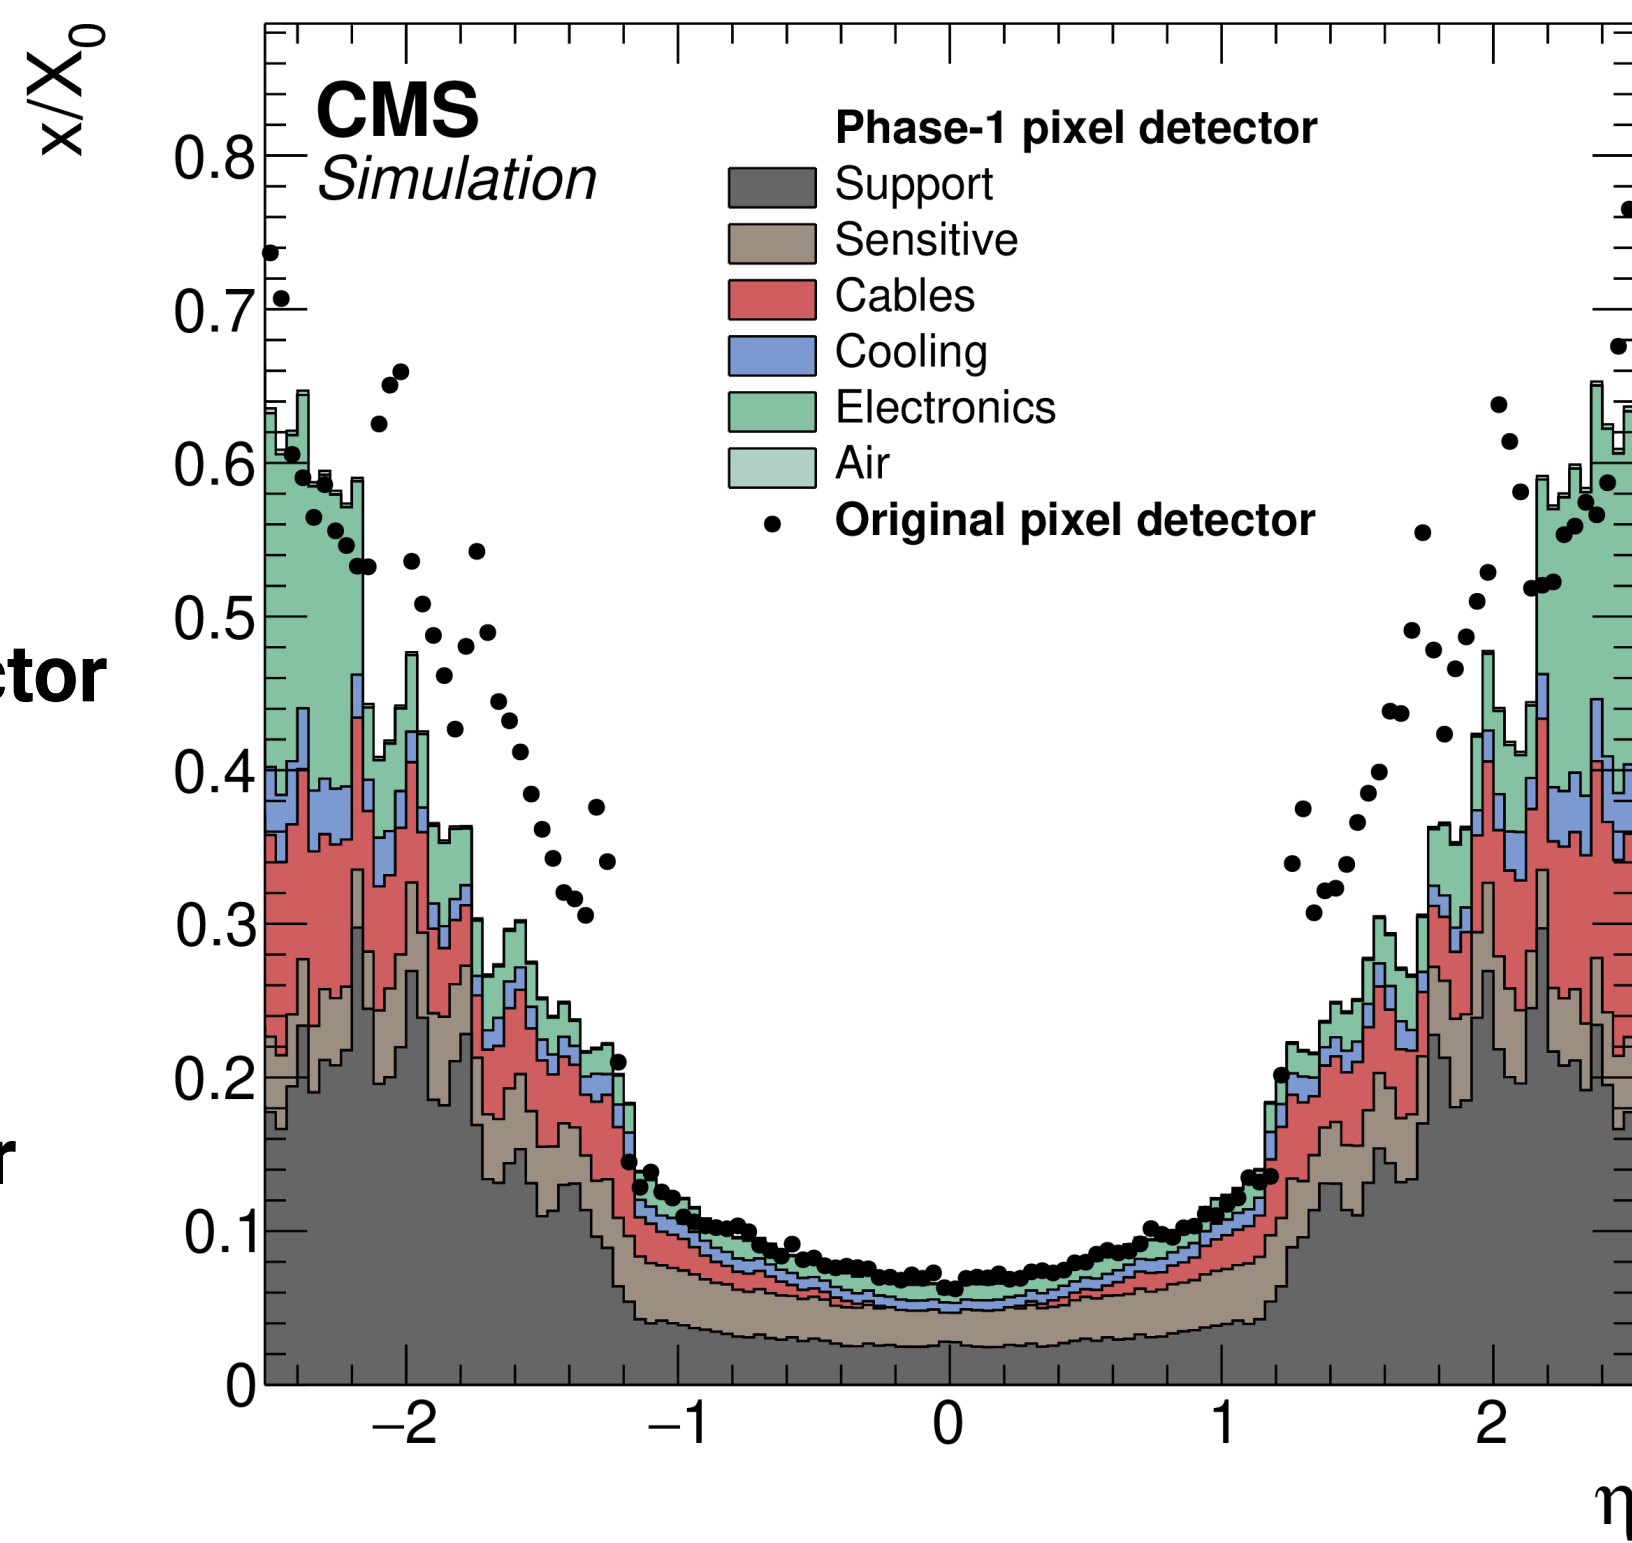 x/X0
CMS
Simulation
Phase-1 pixel detector
Support
Sensitive
Cables
Cooling
Electronics
Air
Original pixel detector
0.8
0.7
0.6
0.5
0.4
0.3
0.2
0.1
0
ctor
r
−2 −1 0 1 2
η